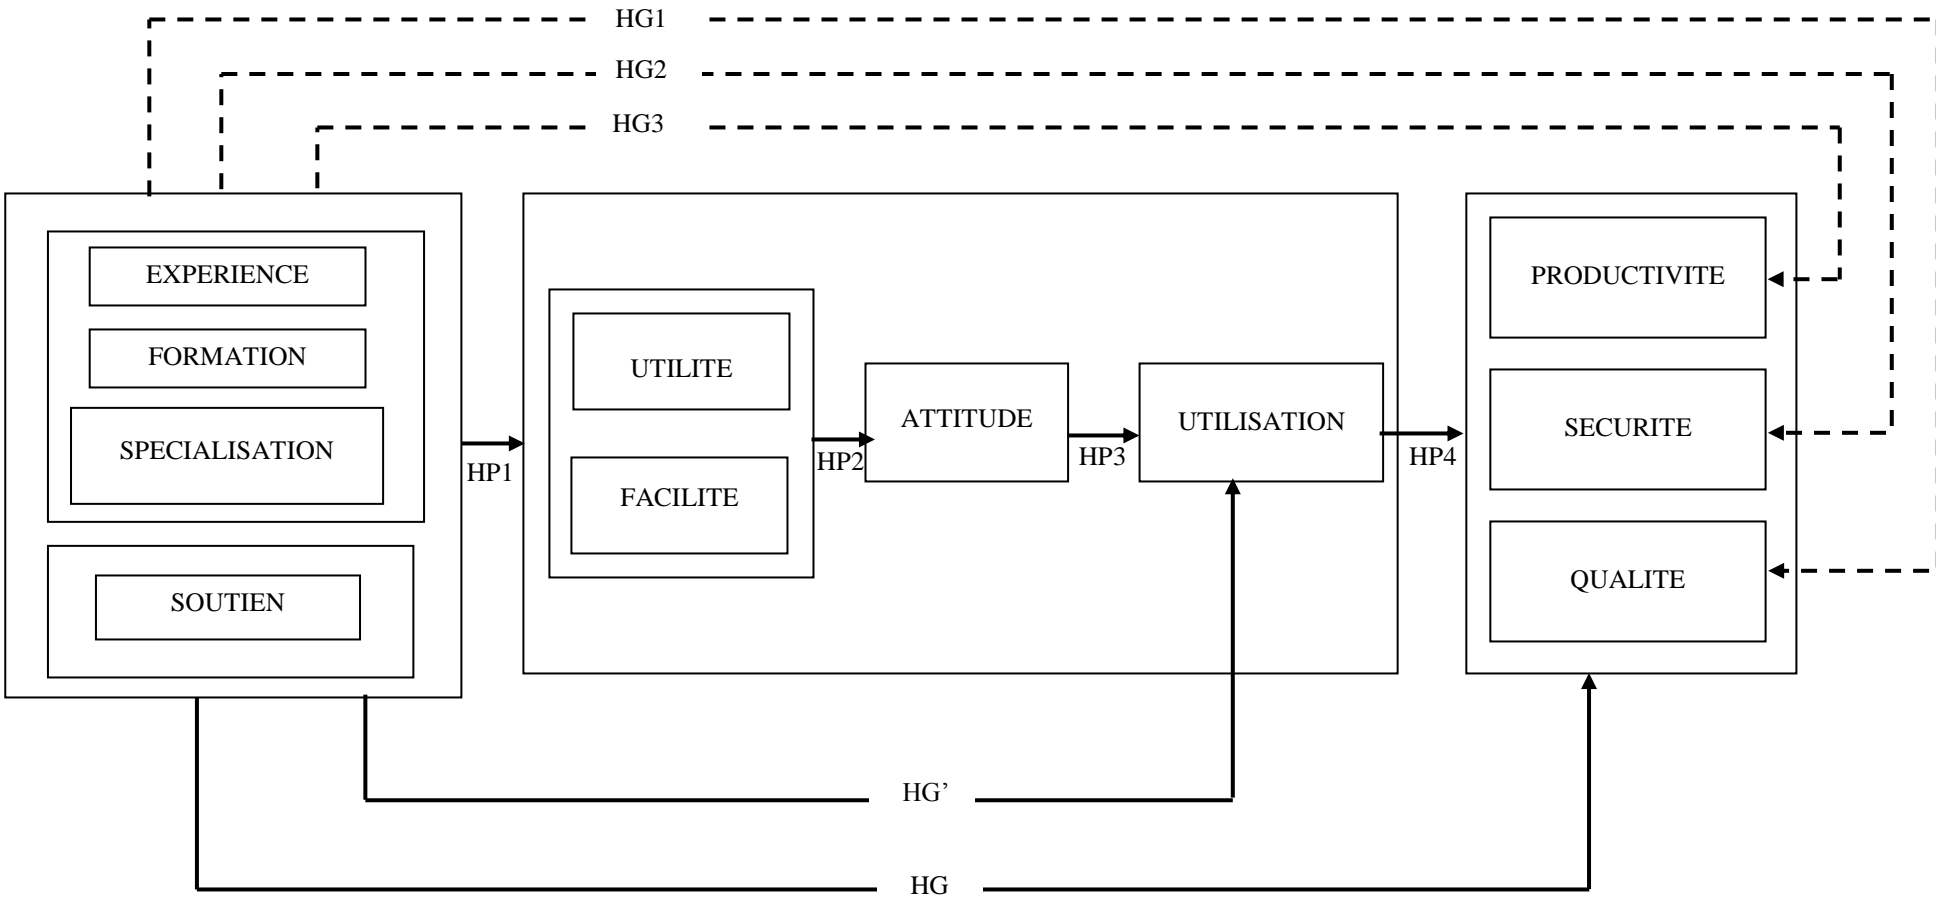 HG1
HG2
HG3
EXPERIENCE
FORMATION
SPECIALISATION
SOUTIEN
HP1
UTILITE
FACILITE
HP2
ATTITUDE
HP3
UTILISATION
HP4
PRODUCTIVITE
SECURITE
QUALITE
HG’
HG